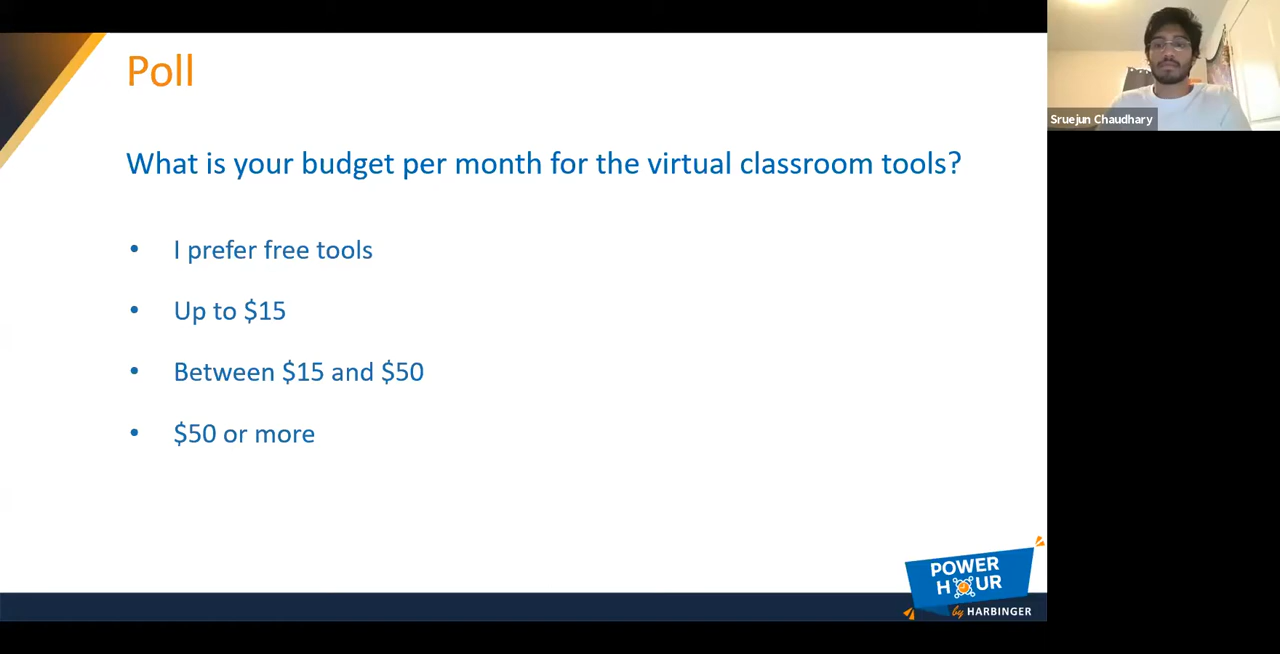 Poll
What is your budget per month for the virtual classroom tools?
• I prefer free tools
• Up to $15
• Between $15 and $50
• $50 or more
Sruejun Chaudhary
POWER
HOUR
by HARBINGER